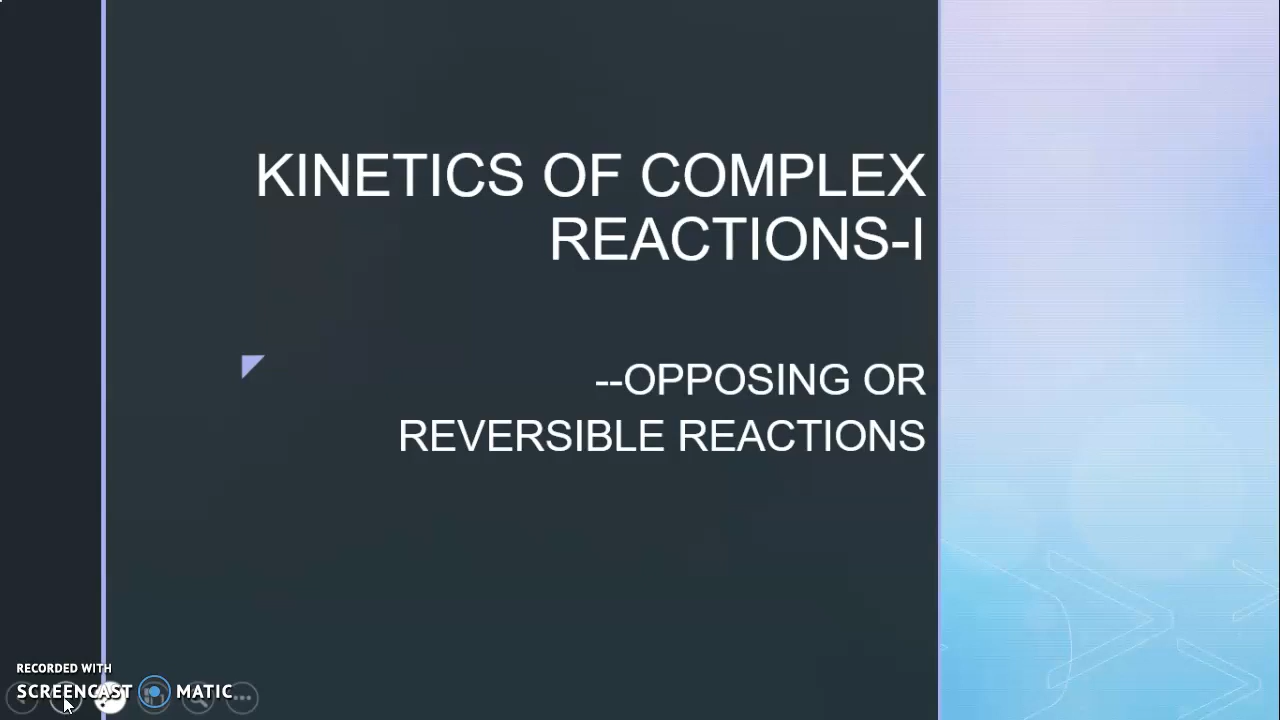 KINETICS OF COMPLEX
REACTIONS-I
--OPPOSING OR
REVERSIBLE REACTIONS
RECORDED WITH
SCREENCAST MATIC